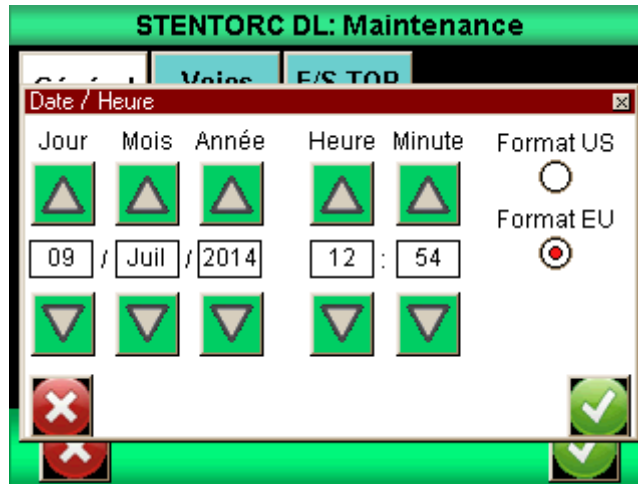 STENTORC DL: Maintenance
Général Voies E/S TOR
Date / Heure
Jour Mois Année Heure Minute Format US
Format EU
09 / Juil / 2014 12 : 54